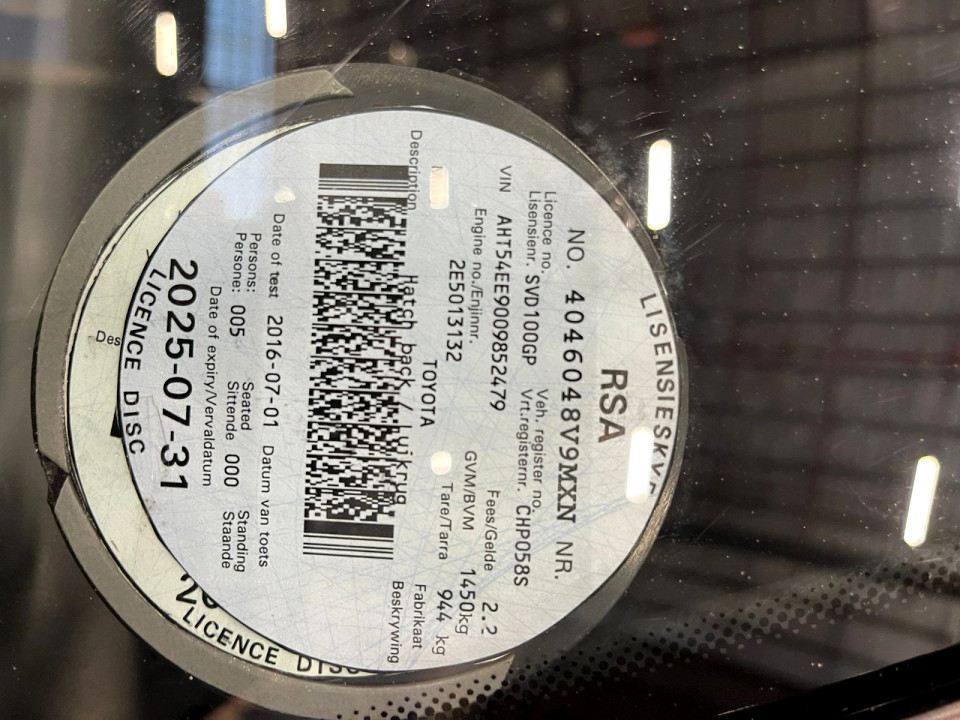 LISENSIESKYF
RSA
NO. 4046048V9MXN NR.
Licence no. Veh. register no.
Lisensienr. SVD100GP Vrt.registernr. CHP058S
VIN AHT54EE9009852479 Fees/Gelde 2.2
Engine no./Enjinnr. GVM/BVM 1450kg
2E5013132 Tare/Tarra 944 kg
TOYOTA Fabrikaat
Description Hatch back / Luikrug Beskrywing
Date of test 2016-07-01 Datum van toets
Persons: Seated Standing
Persone: 005 Sittende 000 Staande
Date of expiry/Vervaldatum
2025-07-31
LICENCE DISC
Des
LICENCE DISC